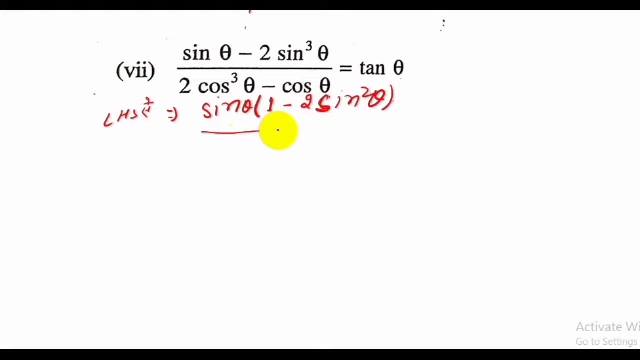 (vii) sin θ − 2 sin³ θ / 2 cos³ θ − cos θ = tan θ
LHS ⇒ sinθ(1 − 2sin²θ)
Activate Wi
Go to Settings